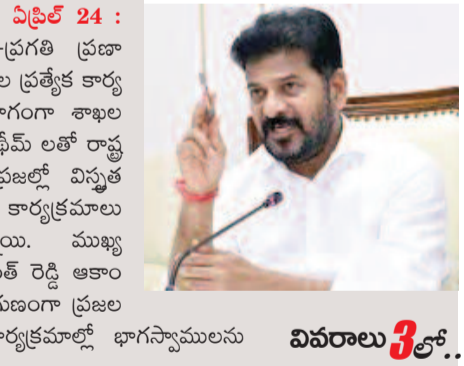 ఏప్రిల్ 24 :
-ప్రగతి ప్రణా
ల ప్రత్యేక కార్య
గంగా శాఖల
థీమ్ లతో రాష్ట్ర
ప్రజల్లో విస్తృత
కార్యక్రమాలు
ముఖ్య
రెడ్డి ఆకాం
గుణంగా ప్రజల
కార్యక్రమాల్లో భాగస్వాములను
వివరాలు 3లో..